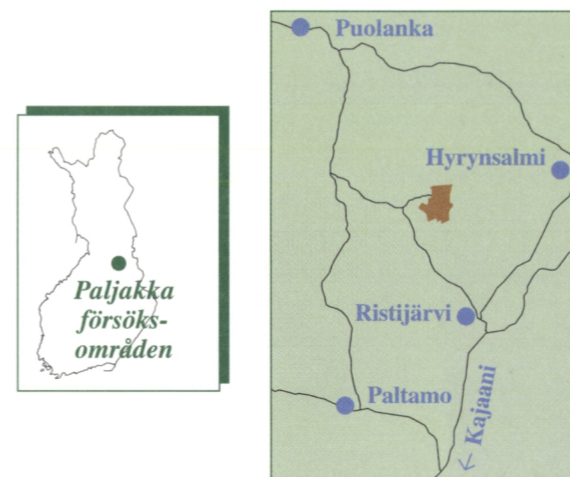 Paljakka
försöks-
områden
Puolanka
Hyrynsalmi
Ristijärvi
Paltamo
Kajaani